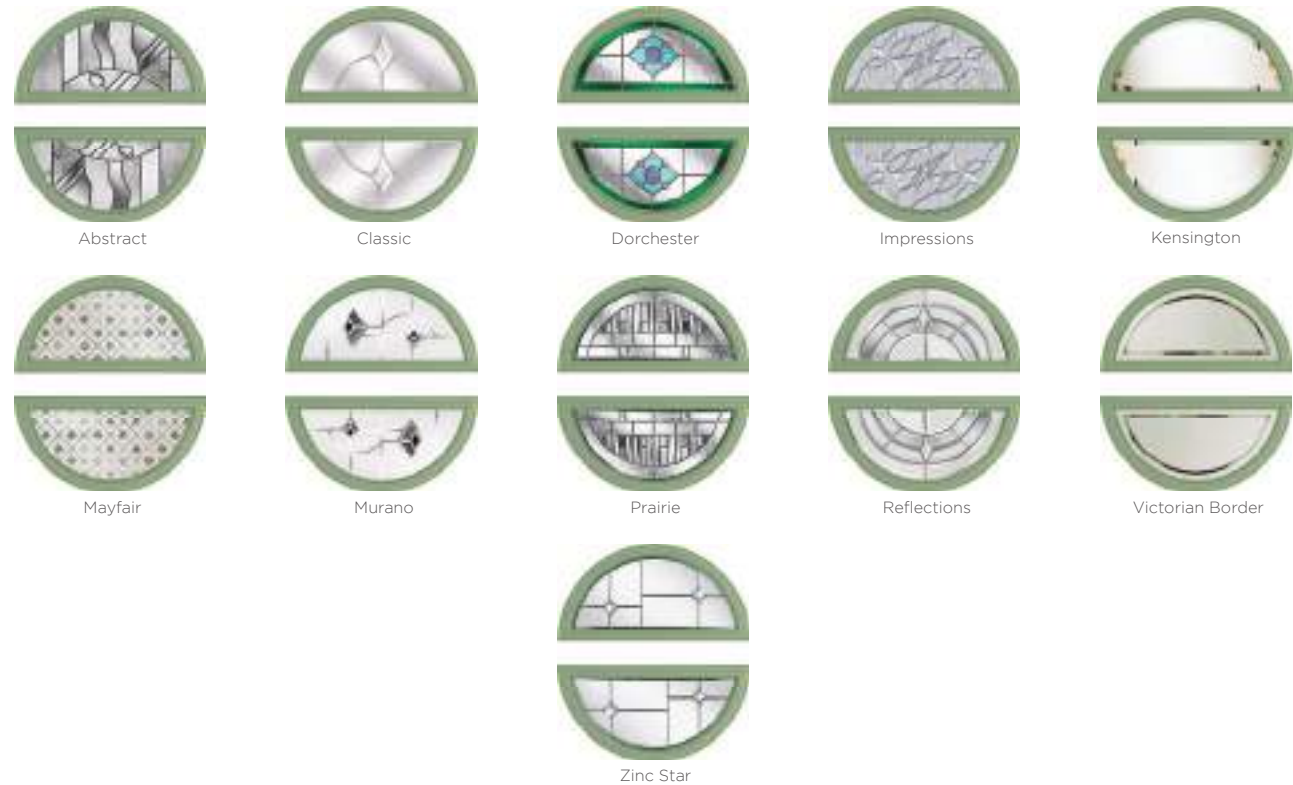 Abstract
Classic
Dorchester
Impressions
Kensington
Mayfair
Murano
Prairie
Reflections
Victorian Border
Zinc Star